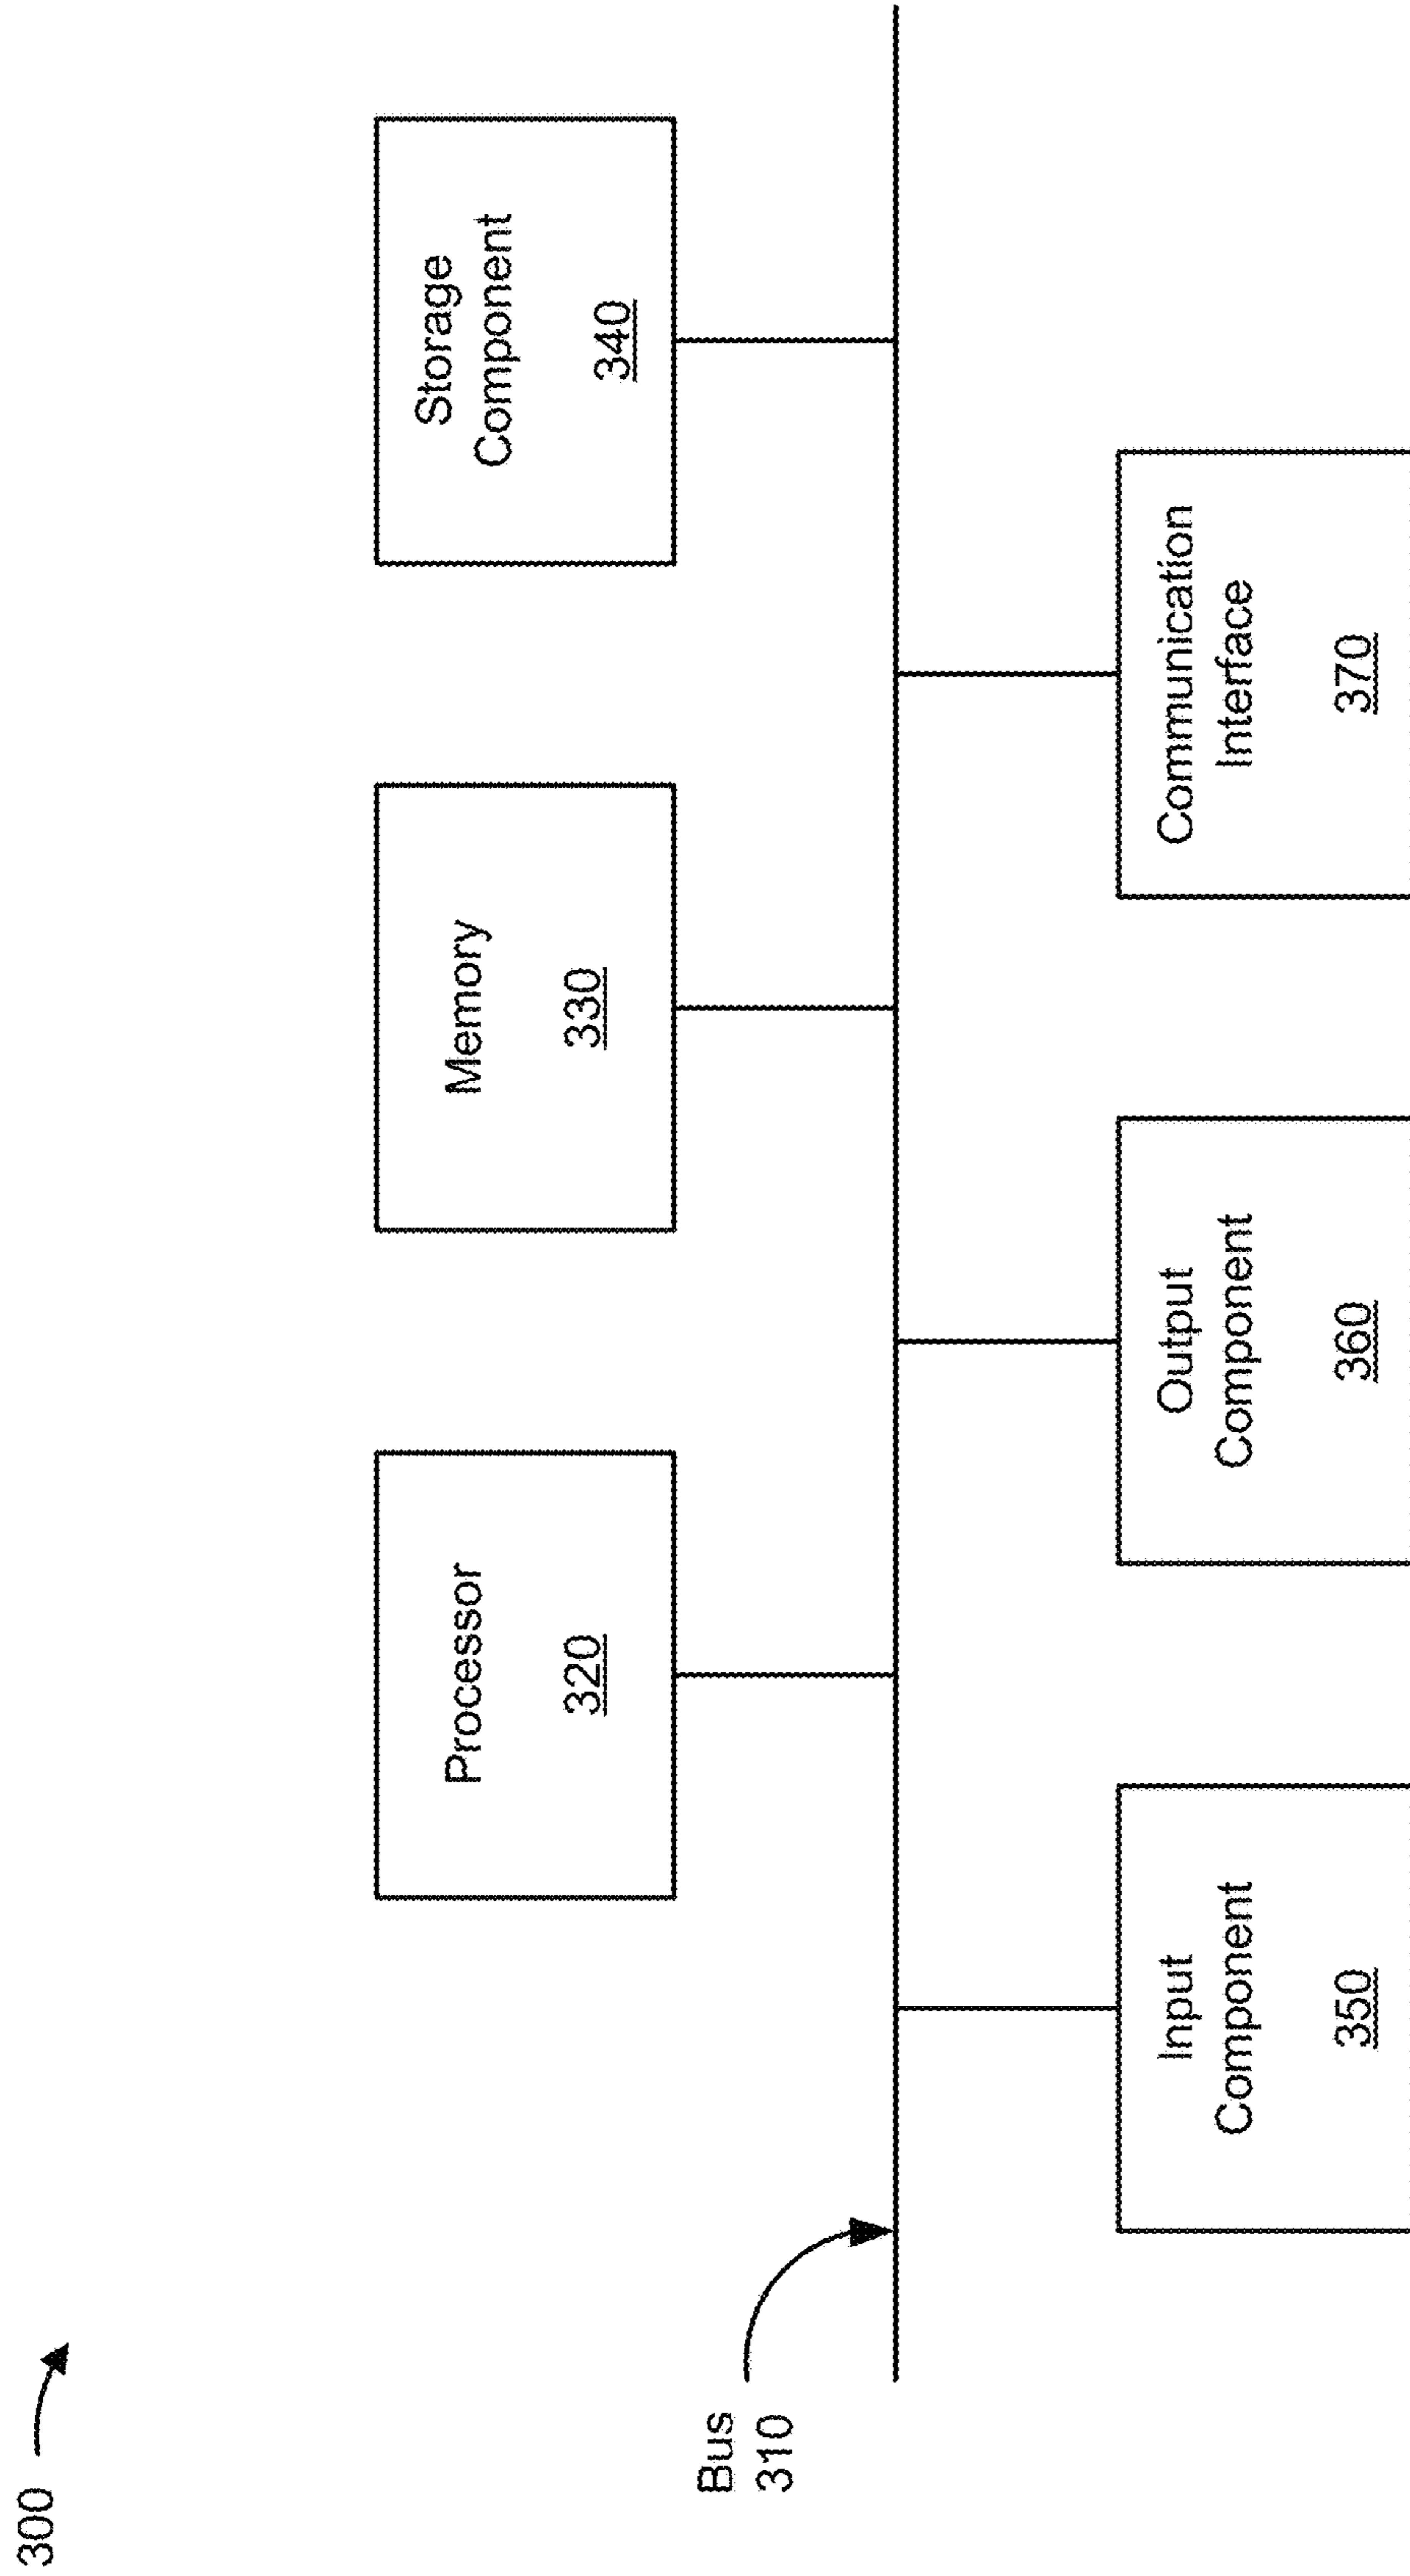 300
Processor
320
Memory
330
Storage
Component
340
Bus
310
Input
Component
350
Output
Component
360
Communication
Interface
370